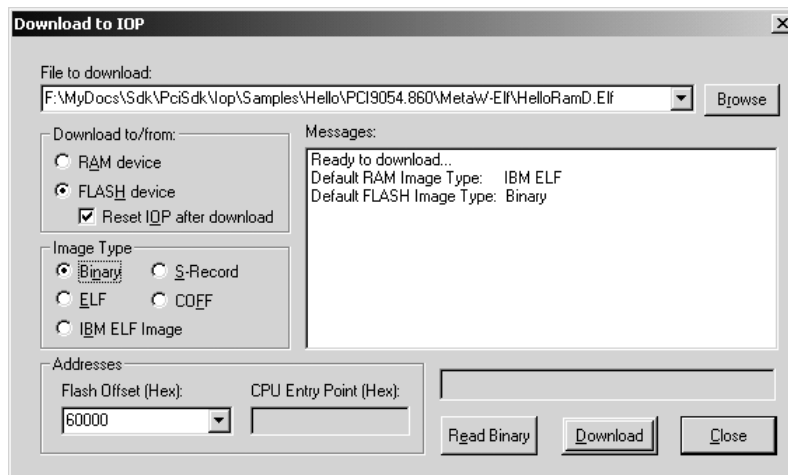 Download to IOP
File to download:
F:\MyDocs\Sdk\PciSdk\Iop\Samples\Hello\PCI9054.860\MetaW-Elf\HelloRamD.Elf
Browse
Download to/from:
RAM device
FLASH device
Reset IOP after download
Messages:
Ready to download...
Default RAM Image Type: IBM ELF
Default FLASH Image Type: Binary
Image Type
Binary S-Record
ELF COFF
IBM ELF Image
Addresses
Flash Offset (Hex): CPU Entry Point (Hex):
60000
Read Binary Download Close